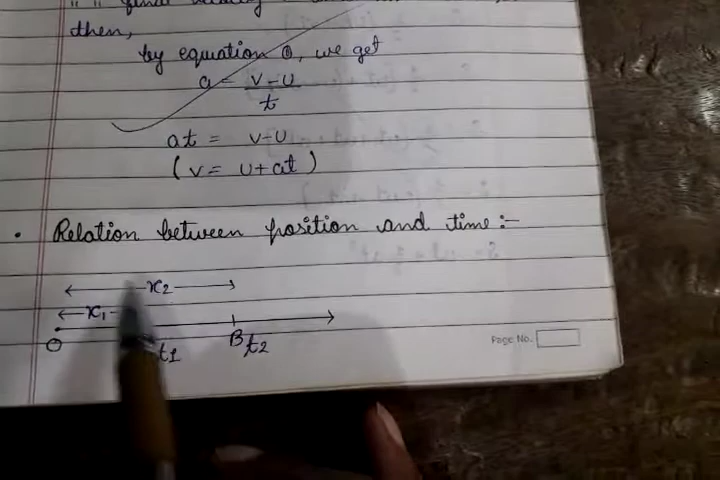 then,
by equation ①, we get
a = v-u
t
at = v-u
(v = u+at)
• Relation between position and time :-
x₂
x₁
O t₁ B t₂
Page No.